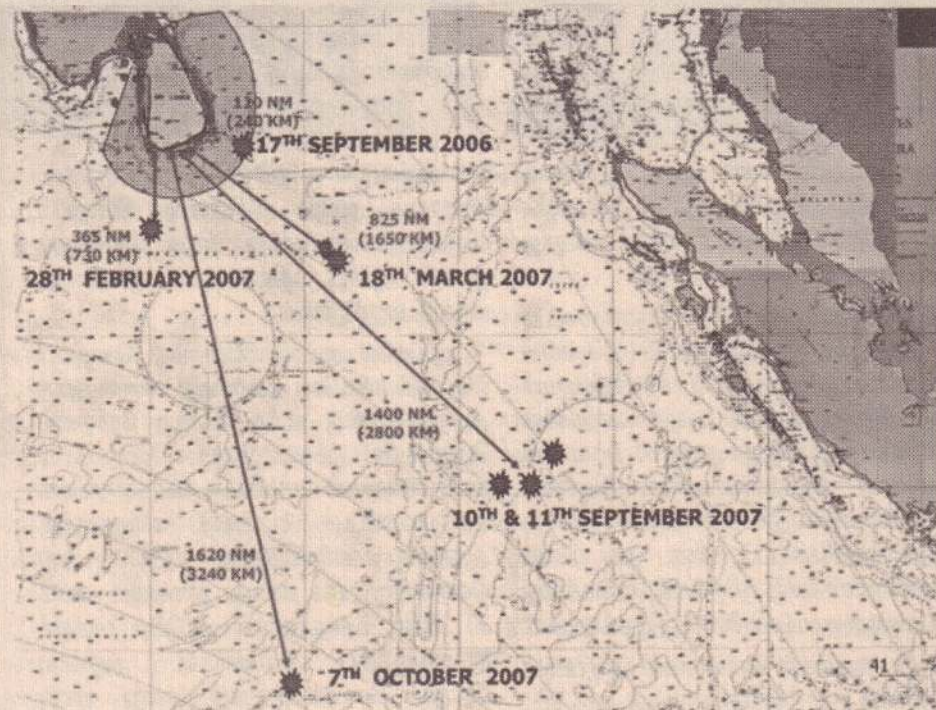 120 NM
(240 KM)
17TH SEPTEMBER 2006
825 NM
(1650 KM)
365 NM
(730 KM)
28TH FEBRUARY 2007
18TH MARCH 2007
1400 NM
(2800 KM)
10TH & 11TH SEPTEMBER 2007
1620 NM
(3240 KM)
7TH OCTOBER 2007
41